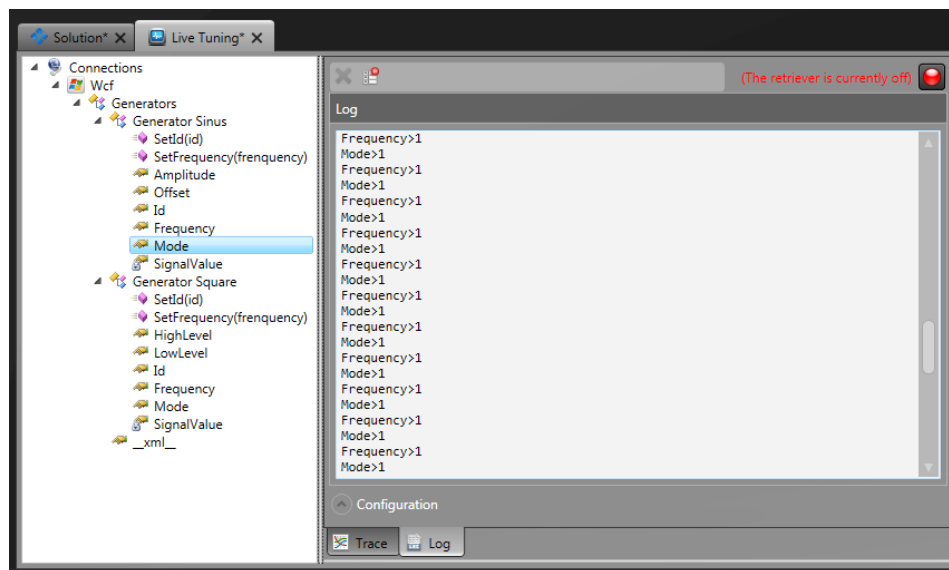 Solution*
Live Tuning*
Connections
Wcf
Generators
Generator Sinus
SetId(id)
SetFrequency(frenquency)
Amplitude
Offset
Id
Frequency
Mode
SignalValue
Generator Square
SetId(id)
SetFrequency(frenquency)
HighLevel
LowLevel
Id
Frequency
Mode
SignalValue
__xml__
(The retriever is currently off)
Log
Frequency>1
Mode>1
Frequency>1
Mode>1
Frequency>1
Mode>1
Frequency>1
Mode>1
Frequency>1
Mode>1
Frequency>1
Mode>1
Frequency>1
Mode>1
Frequency>1
Mode>1
Frequency>1
Mode>1
Frequency>1
Mode>1
Frequency>1
Mode>1
Configuration
Trace
Log